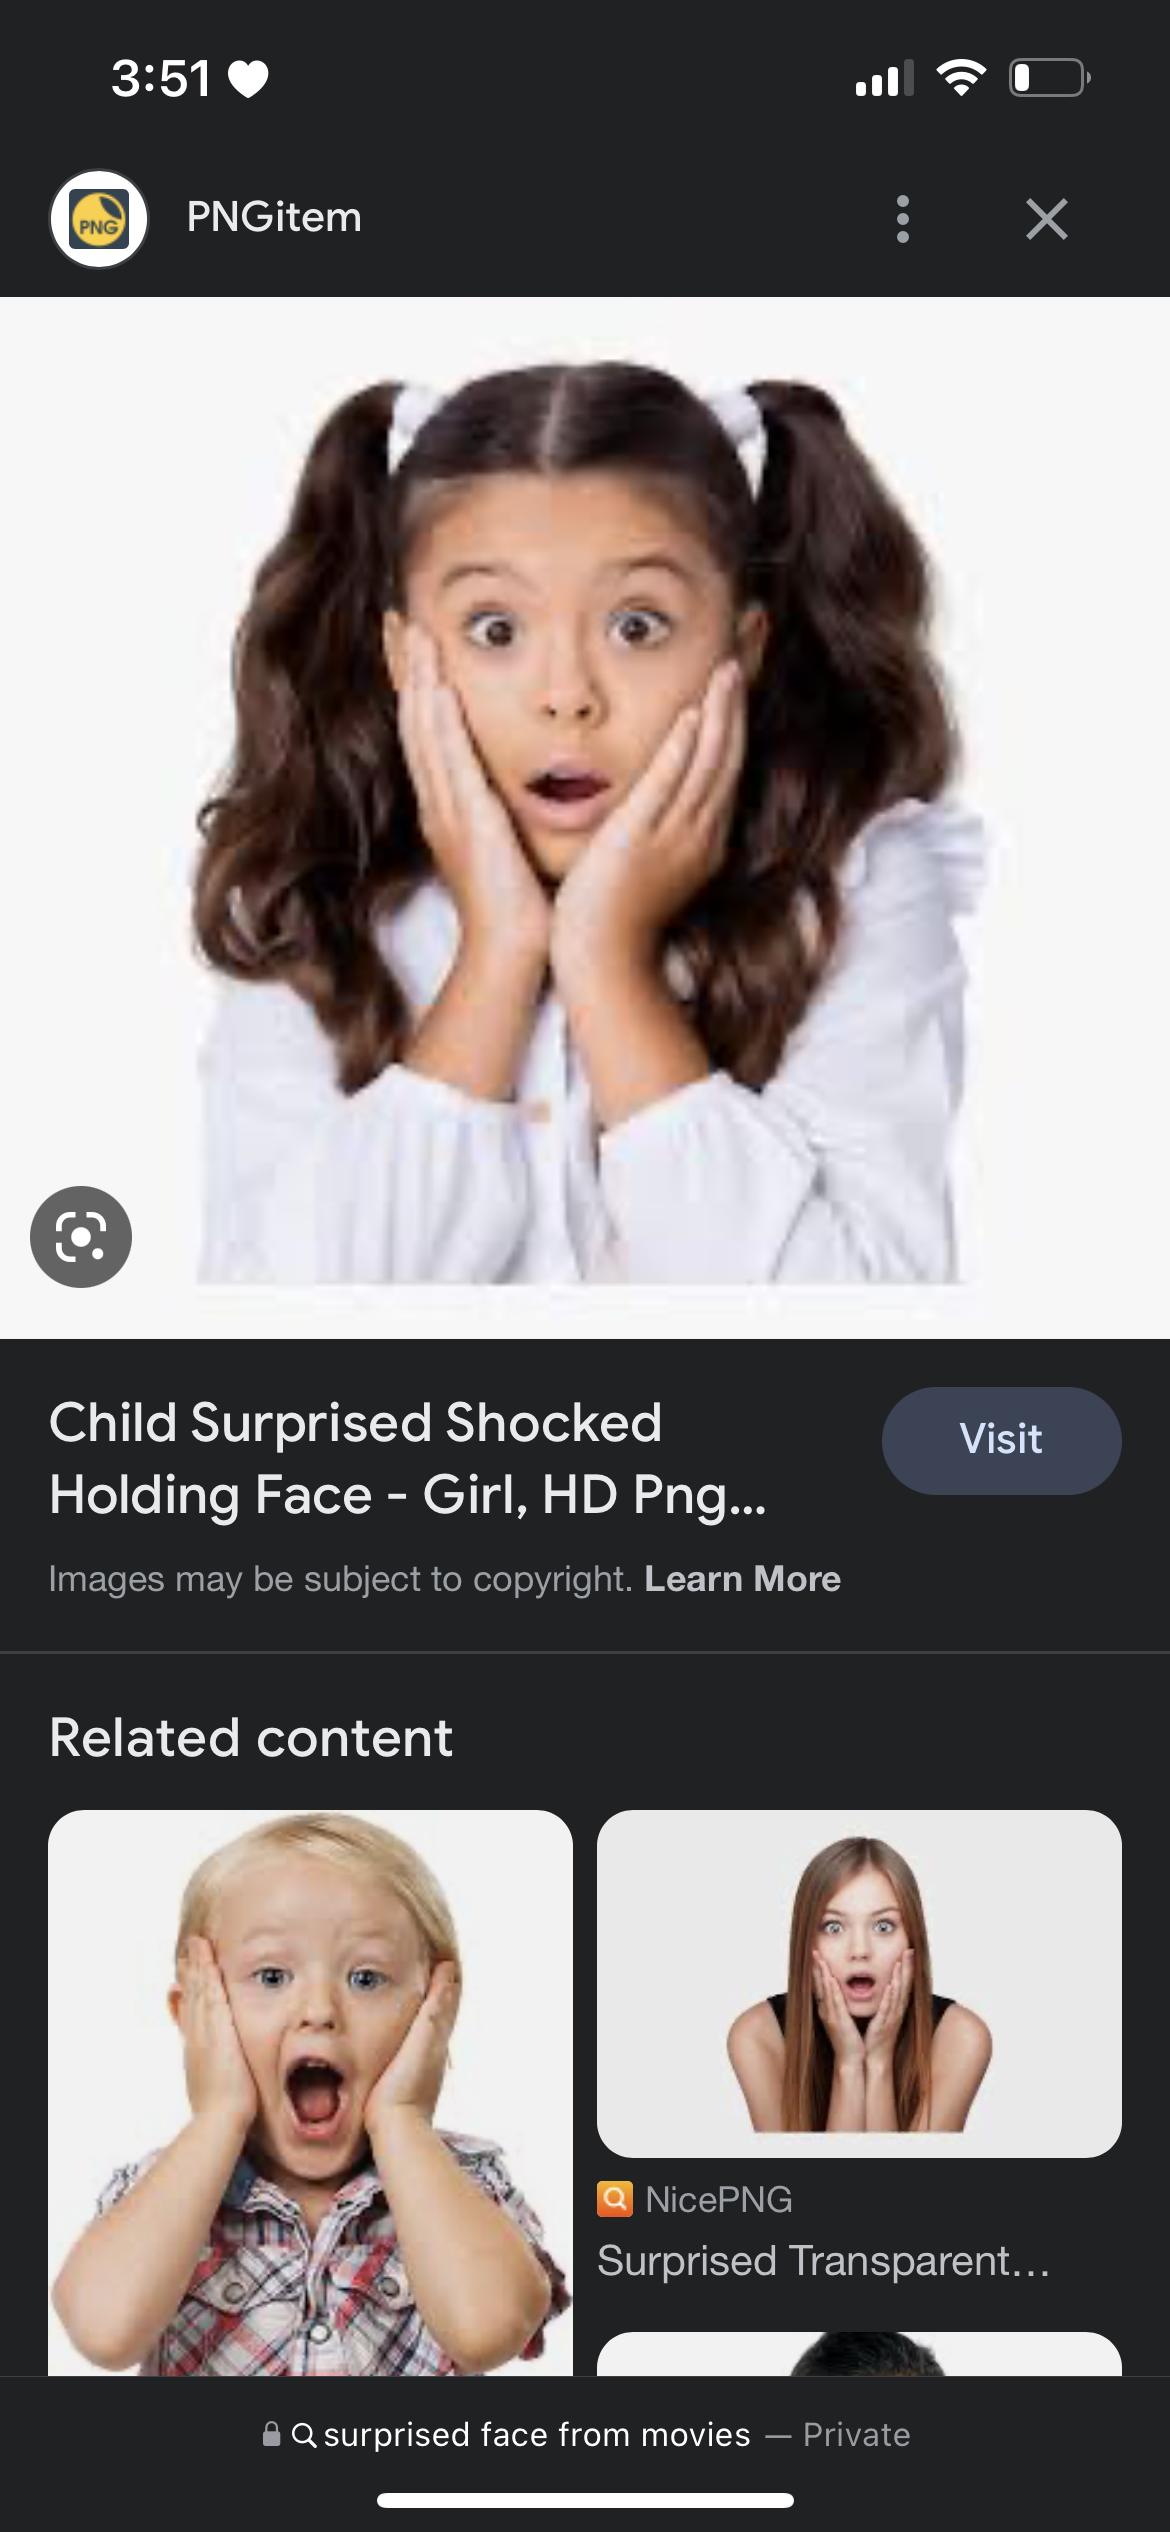 3:51
PNG
PNGitem
Child Surprised Shocked
Holding Face - Girl, HD Png...
Visit
Images may be subject to copyright. Learn More
Related content
NicePNG
Surprised Transparent...
surprised face from movies — Private